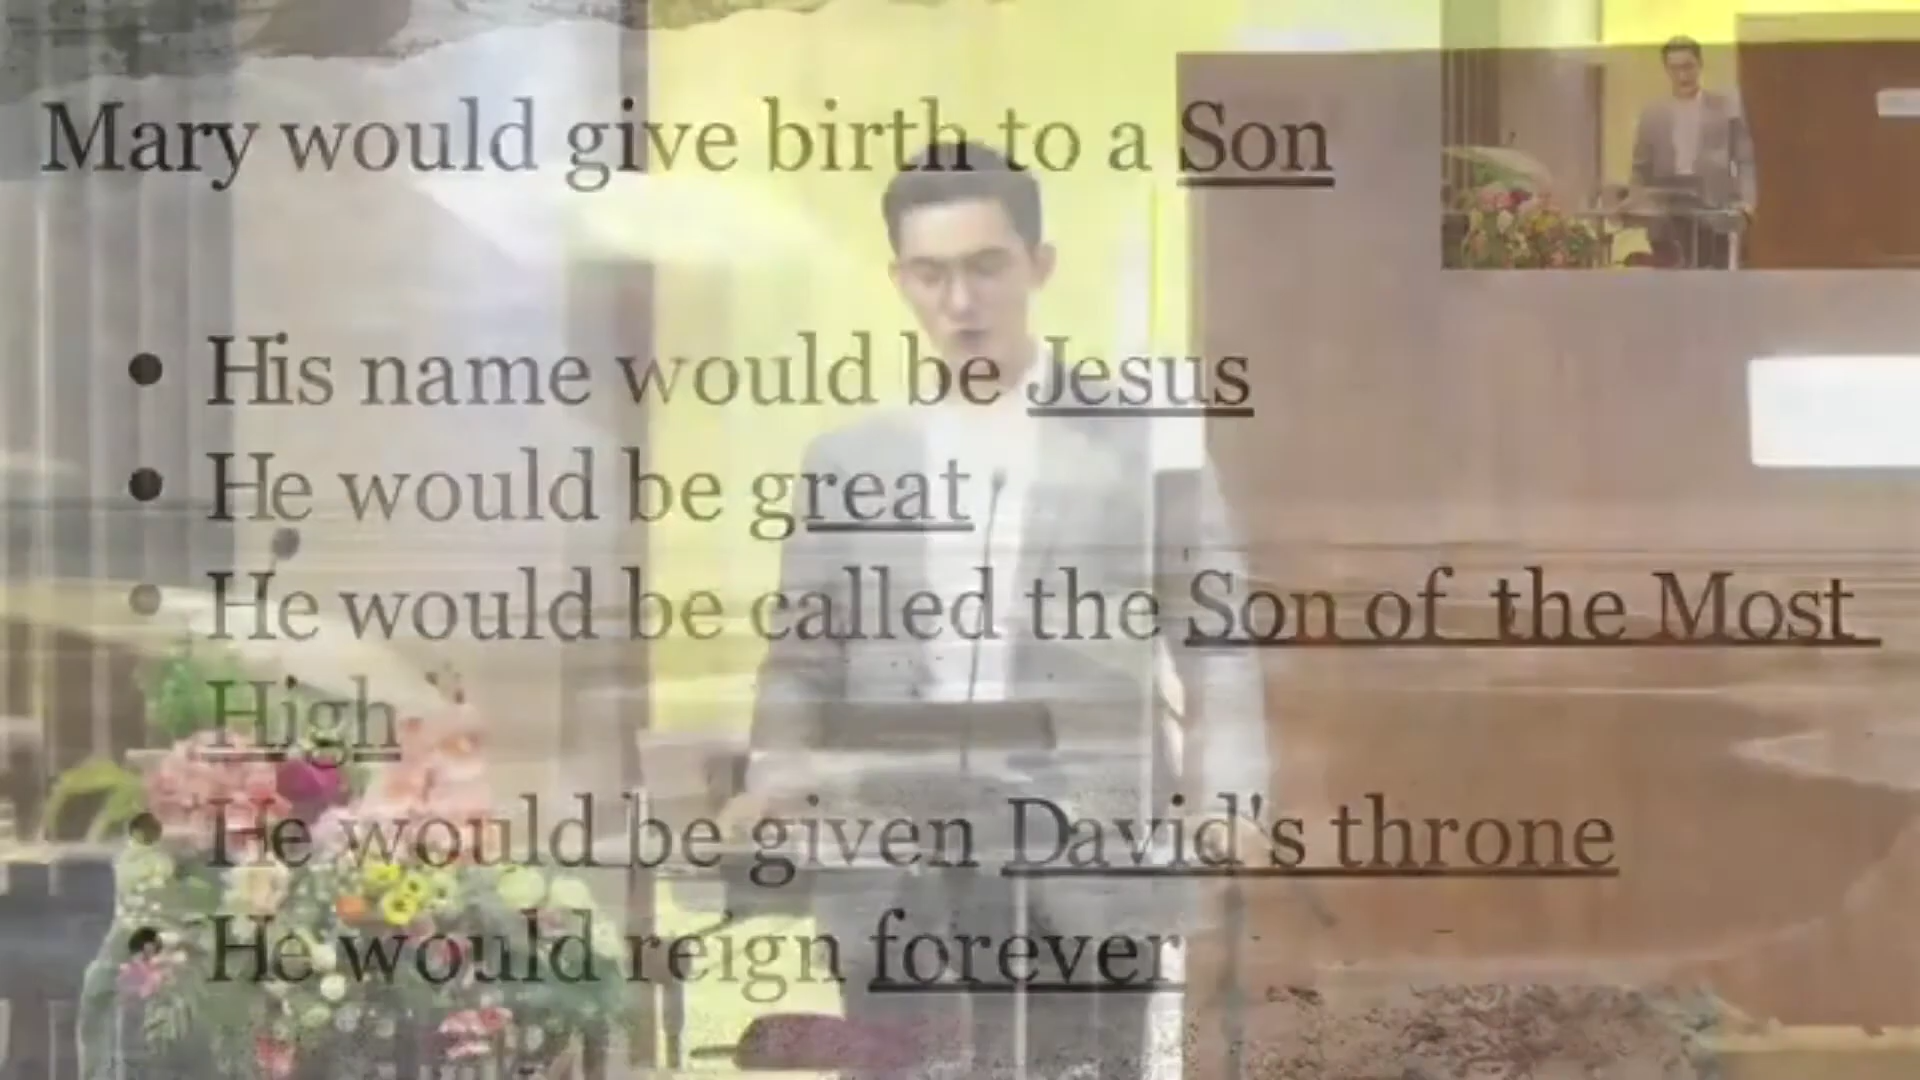 Mary would give birth to a Son
• His name would be Jesus
• He would be great
• He would be called the Son of the Most
High
• He would be given David's throne
• He would reign forever